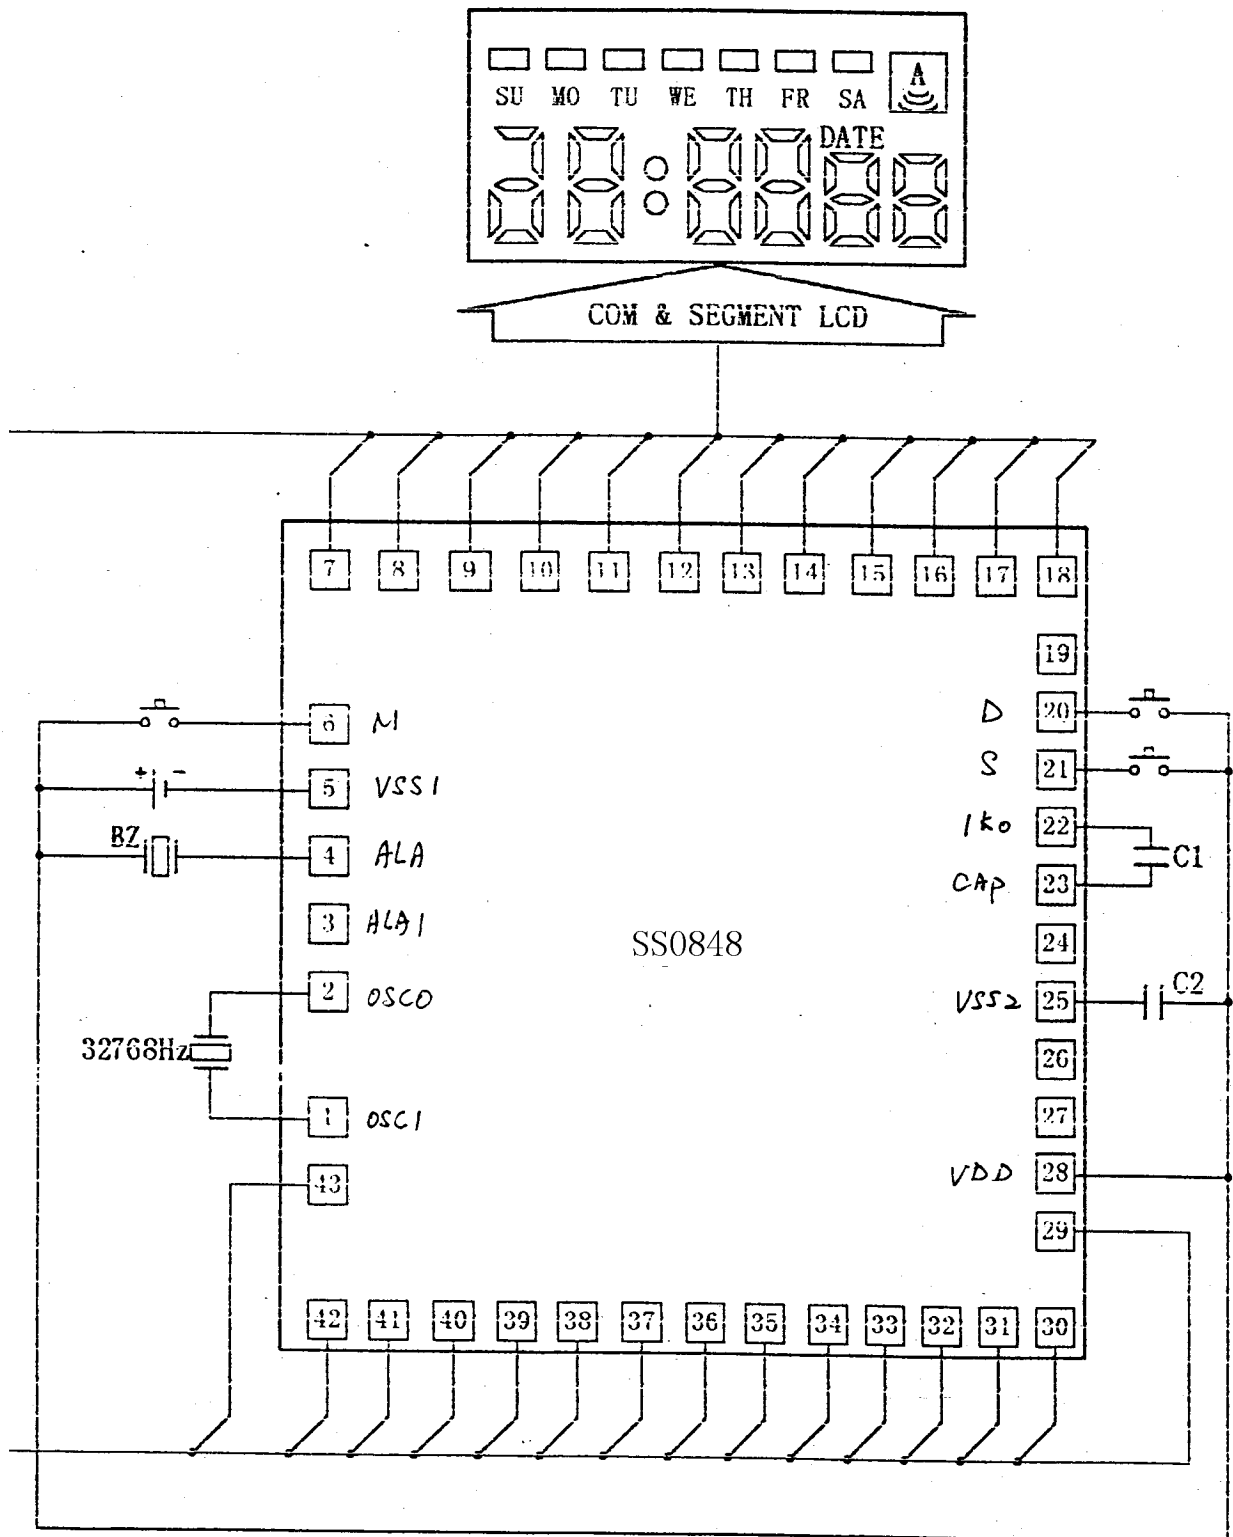 A
SU MO TU WE TH FR SA
DATE
COM & SEGMENT LCD
7 8 9 10 11 12 13 14 15 16 17 18
19
6 M
D 20
S 21
+ -
5 VSS1
BZ
4 ALA
1ko 22
C1
CAP 23
3 ALA1
SS0848
24
2 OSCO
VSS2 25
C2
32768Hz
26
1 OSC1
27
VDD 28
43
29
42 41 40 39 38 37 36 35 34 33 32 31 30